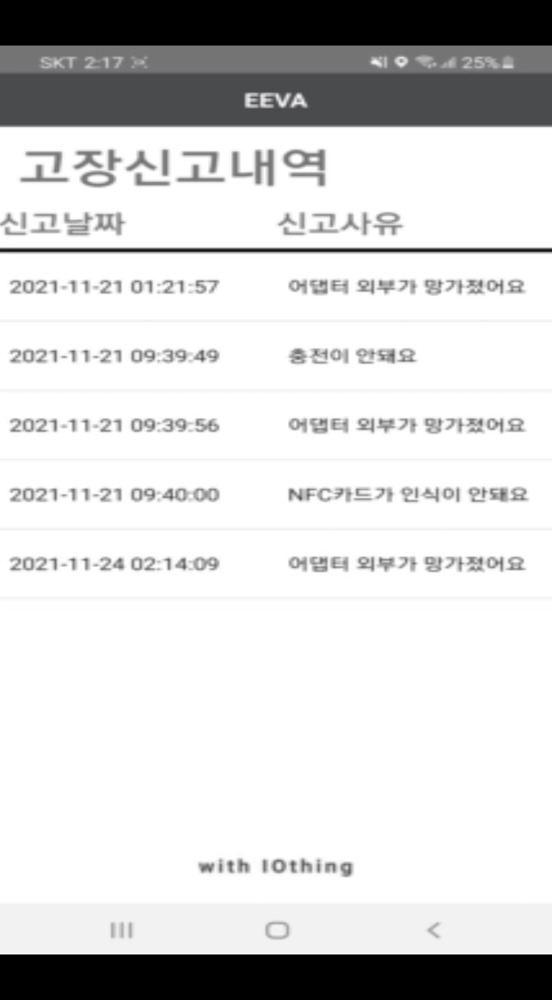 SKT 2:17
25%
EEVA
고장신고내역
신고날짜 신고사유
2021-11-21 01:21:57 어댑터 외부가 망가졌어요
2021-11-21 09:39:49 충전이 안돼요
2021-11-21 09:39:56 어댑터 외부가 망가졌어요
2021-11-21 09:40:00 NFC카드가 인식이 안돼요
2021-11-24 02:14:09 어댑터 외부가 망가졌어요
with IOthing